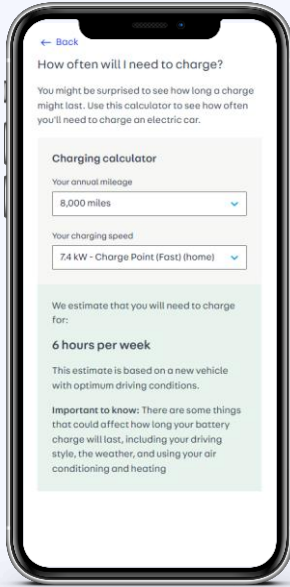 ← Back
How often will I need to charge?
You might be surprised to see how long a charge
might last. Use this calculator to see how often
you'll need to charge an electric car.
Charging calculator
Your annual mileage
8,000 miles
Your charging speed
7.4 kW - Charge Point (Fast) (home)
We estimate that you will need to charge
for:
6 hours per week
This estimate is based on a new vehicle
with optimum driving conditions.
Important to know: There are some things
that could affect how long your battery
charge will last, including your driving
style, the weather, and using your air
conditioning and heating